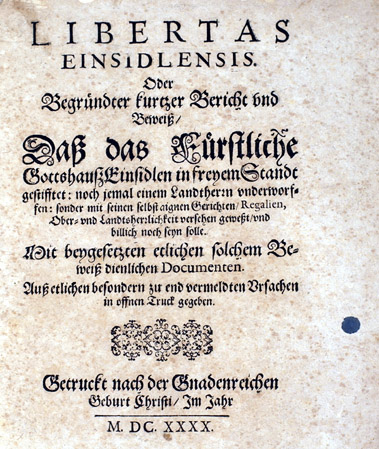 LIBERTAS
EINSIDLENSIS.
Oder
Begründter kurtzer Bericht vnd
Beweiß/
Daß das Fürstliche
Gottshauß Einsidlen in freyem Standt
gestifftet: noch jemal einem Landtherꝛn vnderworf-
fen: sonder mit seinen selbst aignen Gerichten/ Regalien,
Ober- vnd Landtsherꝛlichkeit versehen geweßt/ vnd
billich noch seyn solle.
Mit beygesetzten etlichen solchem Be-
weiß dienlichen Documenten.
Auß etlichen besondern zu end vermeldten Vrsachen
in offnen Truck gegeben.
Getruckt nach der Gnadenreichen
Geburt Christi/ Im Jahr
M. DC. XXXX.